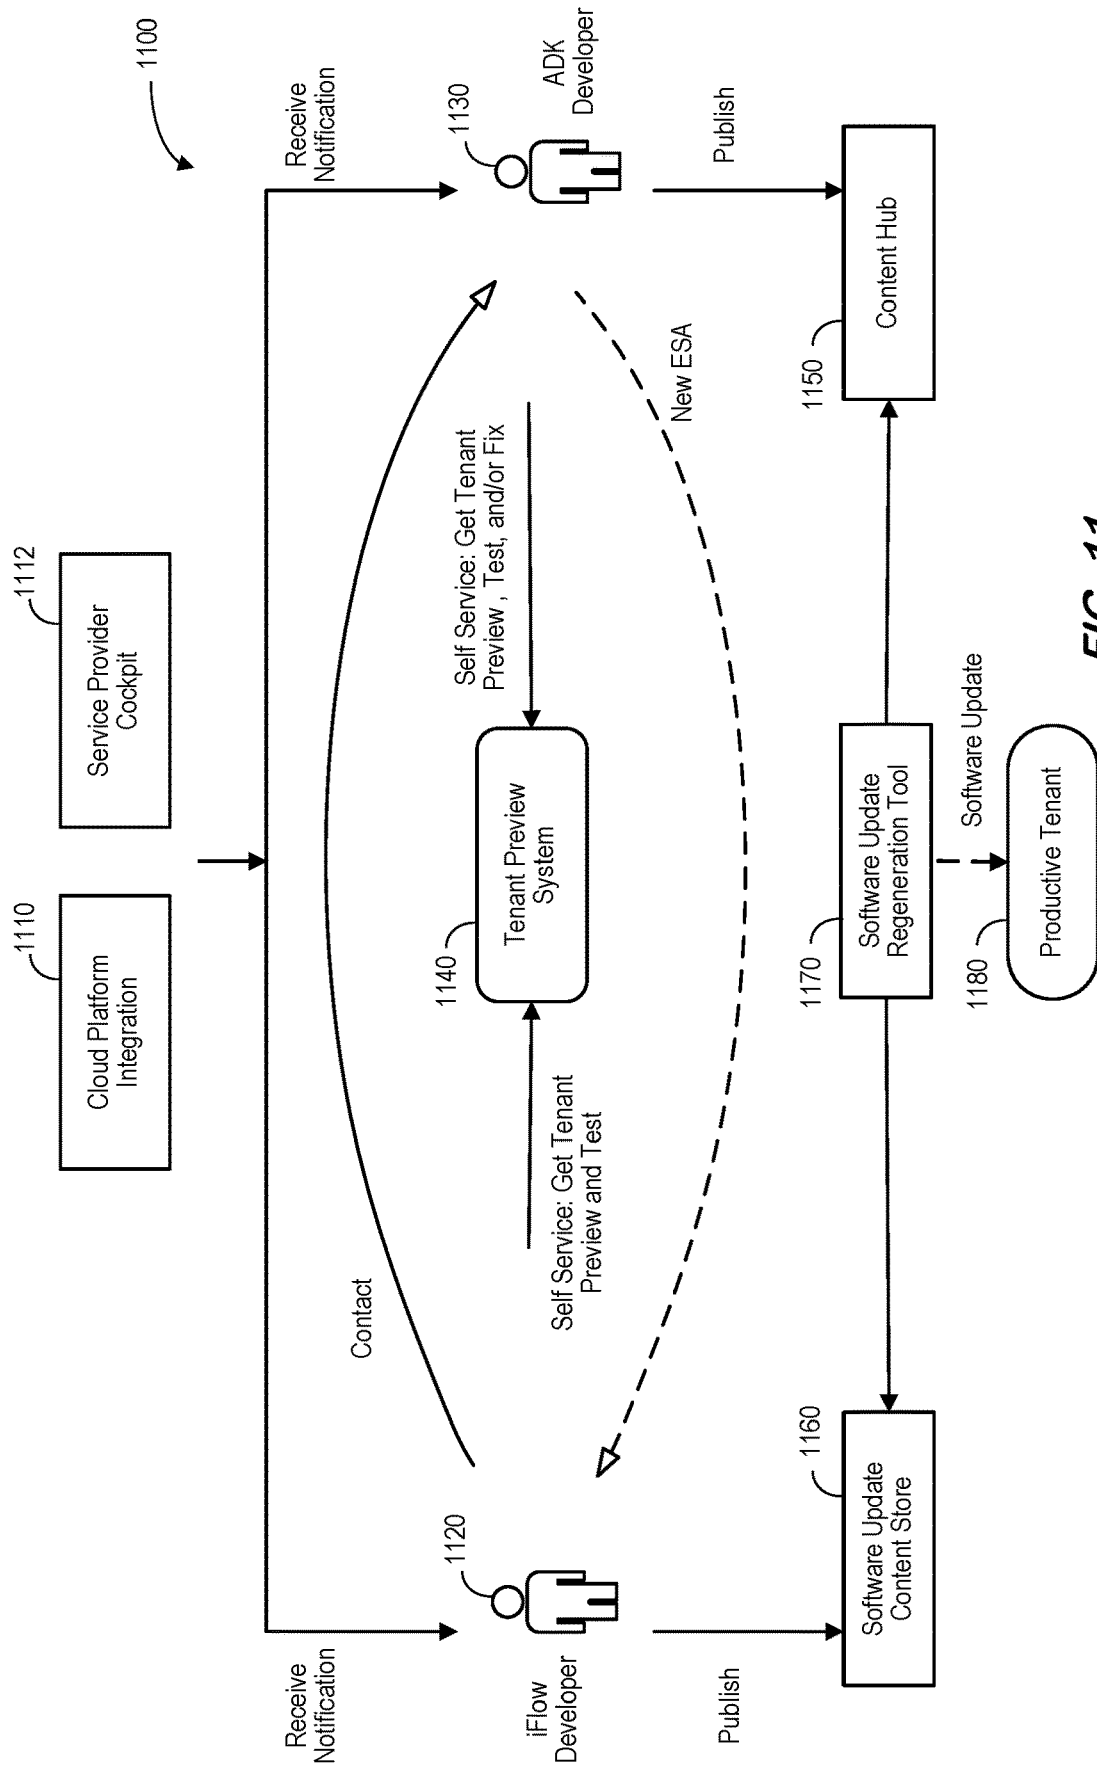 1100
Cloud Platform
Integration
1110
Service Provider
Cockpit
1112
Receive
Notification
Receive
Notification
Contact
iFlow
Developer
1120
ADK
Developer
1130
Self Service: Get Tenant
Preview and Test
Tenant Preview
System
1140
Self Service: Get Tenant
Preview , Test, and/or Fix
New ESA
Publish
Publish
Software Update
Content Store
1160
Software Update
Regeneration Tool
1170
Content Hub
1150
Software Update
Productive Tenant
1180
FIG. 11